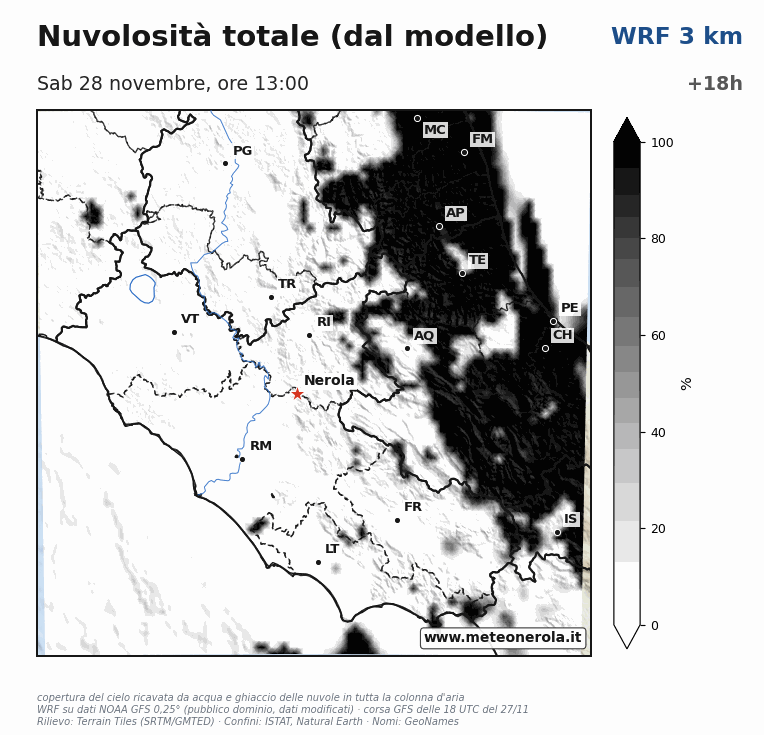 Nuvolosità totale (dal modello)
WRF 3 km
Sab 28 novembre, ore 13:00
+18h
MC
FM
PG
AP
TE
TR
PE
VT
RI
AQ
CH
Nerola
RM
FR
IS
LT
www.meteonerola.it
100
80
60
40
20
0
%
copertura del cielo ricavata da acqua e ghiaccio delle nuvole in tutta la colonna d'aria
WRF su dati NOAA GFS 0,25° (pubblico dominio, dati modificati) · corsa GFS delle 18 UTC del 27/11
Rilievo: Terrain Tiles (SRTM/GMTED) · Confini: ISTAT, Natural Earth · Nomi: GeoNames